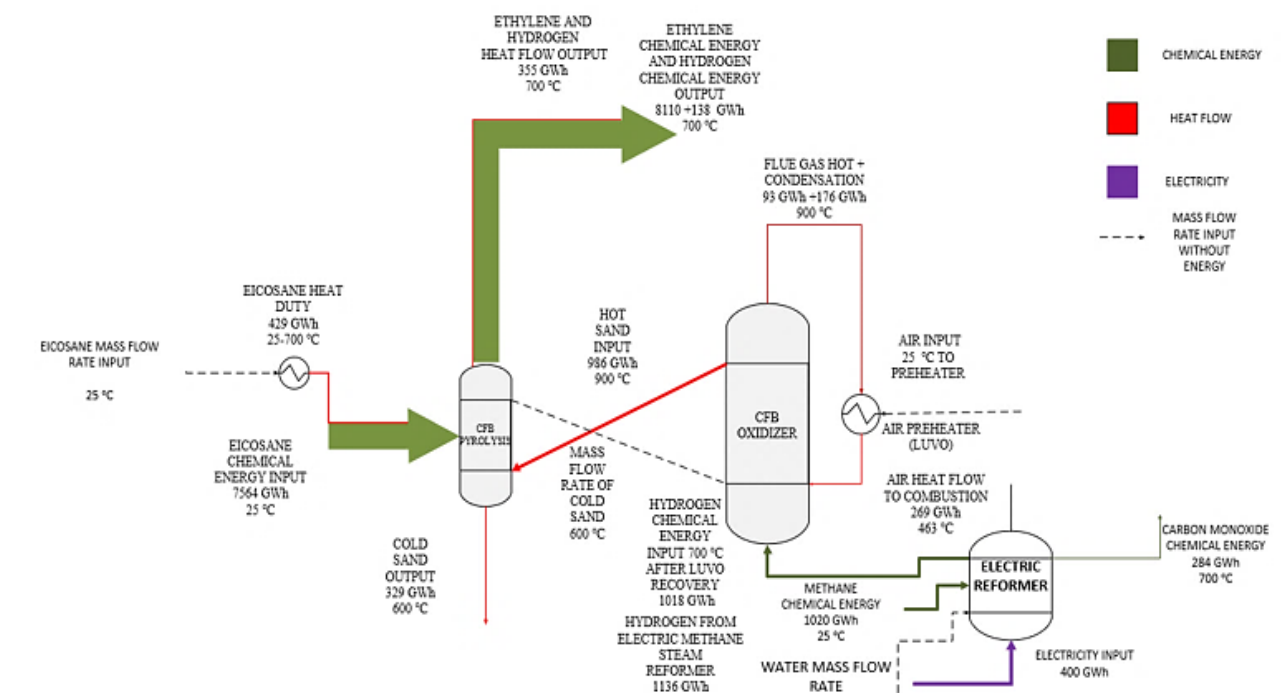 ETHYLENE AND
HYDROGEN
HEAT FLOW OUTPUT
355 GWh
700 °C
ETHYLENE
CHEMICAL ENERGY
AND HYDROGEN
CHEMICAL ENERGY
OUTPUT
8110 +138 GWh
700 °C
CHEMICAL ENERGY
HEAT FLOW
ELECTRICITY
MASS FLOW
RATE INPUT
WITHOUT
ENERGY
FLUE GAS HOT +
CONDENSATION
93 GWh +176 GWh
900 °C
EICOSANE HEAT
DUTY
429 GWh
25-700 °C
EICOSANE MASS FLOW
RATE INPUT
25 °C
HOT
SAND
INPUT
986 GWh
900 °C
AIR INPUT
25 °C TO
PREHEATER
CFB
PYROLYSIS
CFB
OXIDIZER
AIR PREHEATER
(LUVO)
EICOSANE
CHEMICAL
ENERGY INPUT
7564 GWh
25 °C
MASS
FLOW
RATE OF
COLD
SAND
600 °C
AIR HEAT FLOW
TO COMBUSTION
269 GWh
463 °C
COLD
SAND
OUTPUT
329 GWh
600 °C
HYDROGEN
CHEMICAL
ENERGY
INPUT 700 °C
AFTER LUVO
RECOVERY
1018 GWh
HYDROGEN FROM
ELECTRIC METHANE
STEAM
REFORMER
1136 GWh
METHANE
CHEMICAL ENERGY
1020 GWh
25 °C
ELECTRIC
REFORMER
CARBON MONOXIDE
CHEMICAL ENERGY
284 GWh
700 °C
WATER MASS FLOW
RATE
ELECTRICITY INPUT
400 GWh